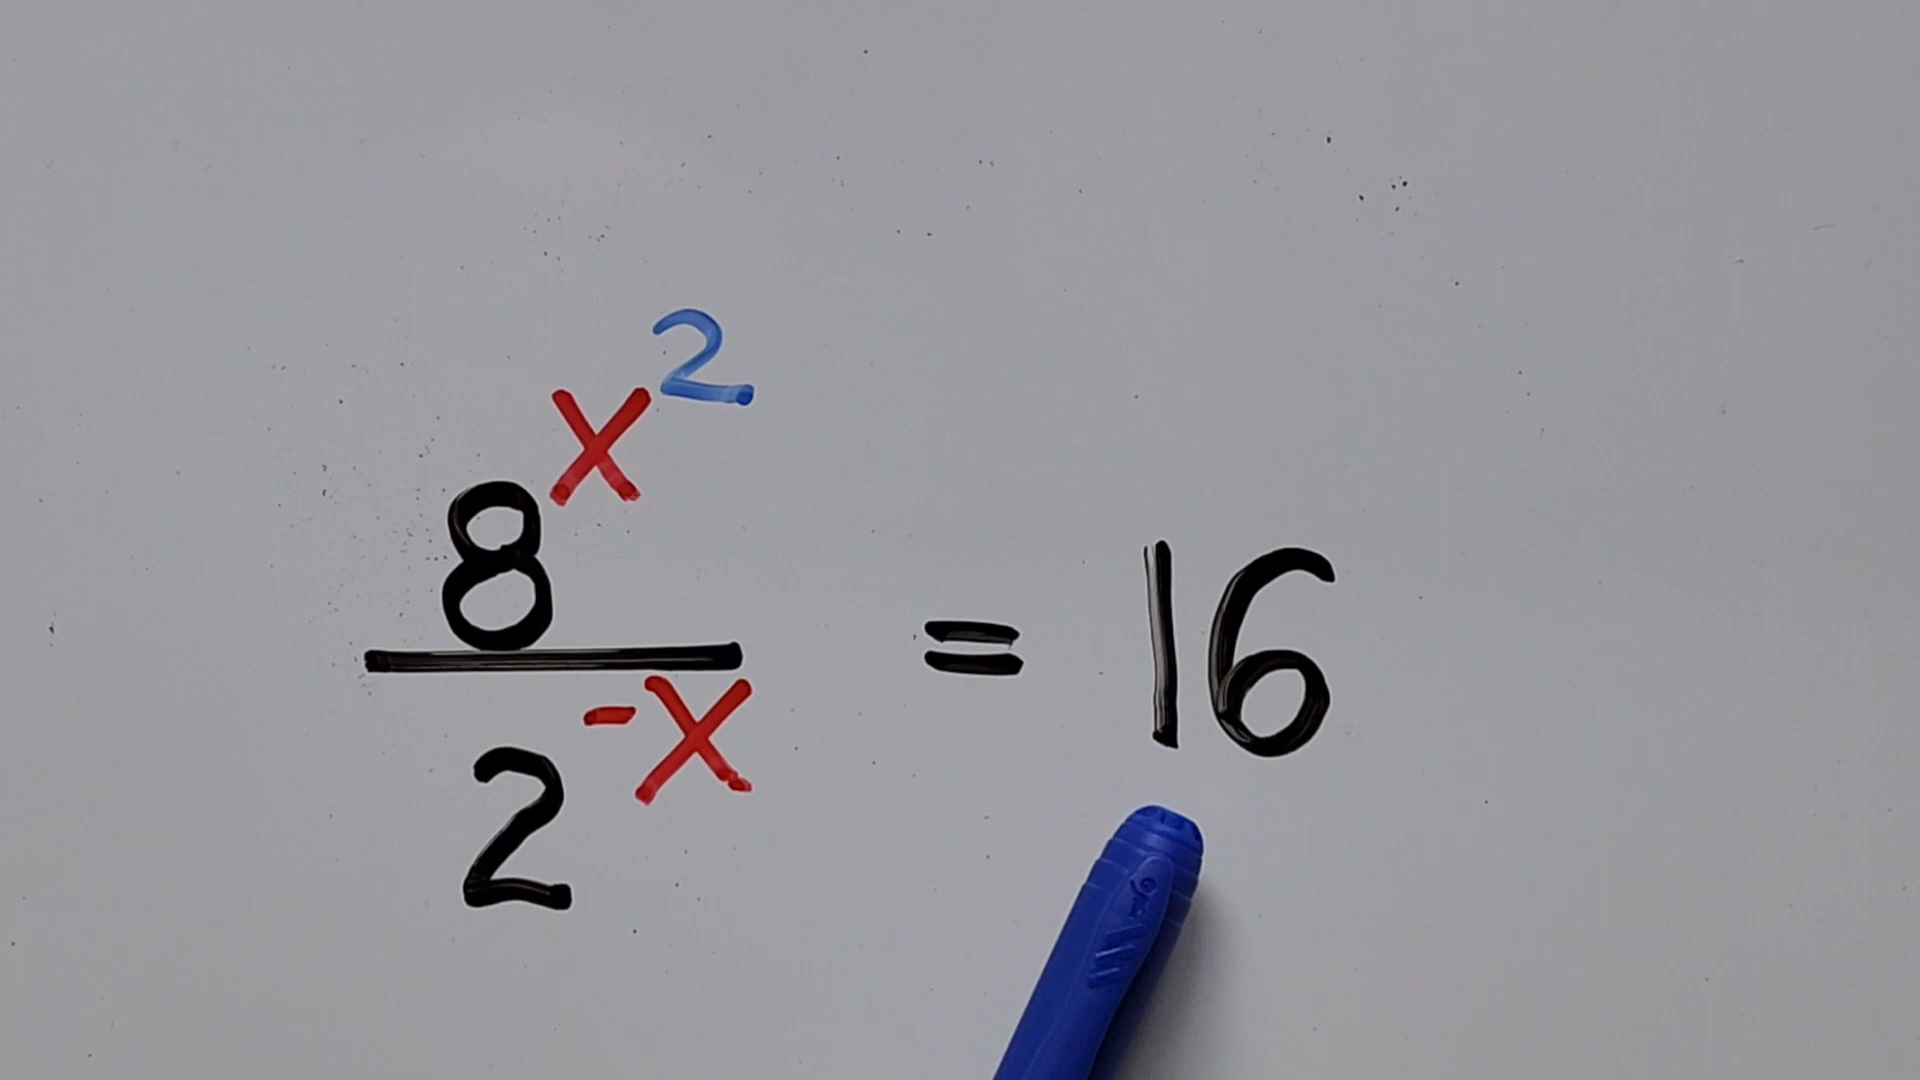 8^x^2 / 2^-x = 16